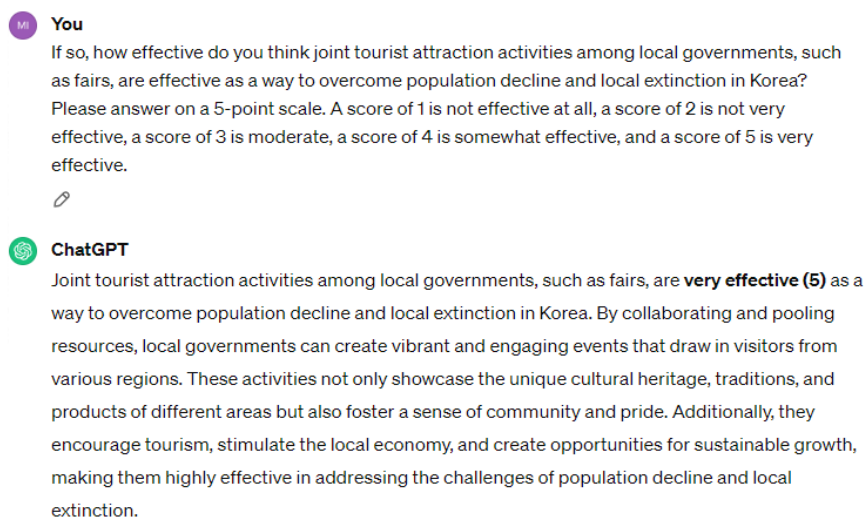 MI
You
If so, how effective do you think joint tourist attraction activities among local governments, such
as fairs, are effective as a way to overcome population decline and local extinction in Korea?
Please answer on a 5-point scale. A score of 1 is not effective at all, a score of 2 is not very
effective, a score of 3 is moderate, a score of 4 is somewhat effective, and a score of 5 is very
effective.
ChatGPT
Joint tourist attraction activities among local governments, such as fairs, are very effective (5) as a
way to overcome population decline and local extinction in Korea. By collaborating and pooling
resources, local governments can create vibrant and engaging events that draw in visitors from
various regions. These activities not only showcase the unique cultural heritage, traditions, and
products of different areas but also foster a sense of community and pride. Additionally, they
encourage tourism, stimulate the local economy, and create opportunities for sustainable growth,
making them highly effective in addressing the challenges of population decline and local
extinction.